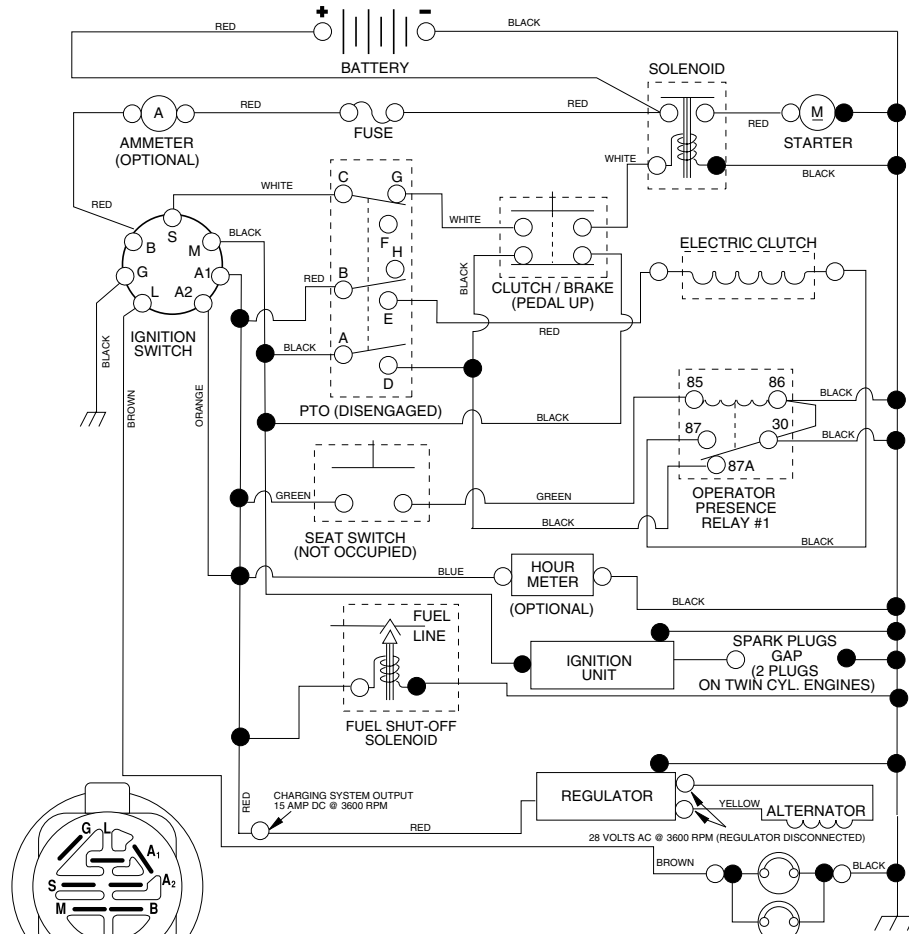 +
-
RED
BLACK
BATTERY
SOLENOID
A
RED
FUSE
RED
RED
M
STARTER
AMMETER
(OPTIONAL)
WHITE
BLACK
RED
WHITE
C
G
S
B
M
BLACK
F
WHITE
G
A1
H
ELECTRIC CLUTCH
L
A2
RED
B
BLACK
CLUTCH / BRAKE
(PEDAL UP)
E
RED
IGNITION
SWITCH
BLACK
BLACK
A
D
BROWN
ORANGE
PTO (DISENGAGED)
85
86
BLACK
BLACK
87
30
BLACK
87A
GREEN
GREEN
OPERATOR
PRESENCE
RELAY #1
BLACK
SEAT SWITCH
(NOT OCCUPIED)
BLACK
BLUE
HOUR
METER
(OPTIONAL)
BLACK
FUEL
LINE
IGNITION
UNIT
SPARK PLUGS
GAP
(2 PLUGS
ON TWIN CYL. ENGINES)
FUEL SHUT-OFF
SOLENOID
RED
CHARGING SYSTEM OUTPUT
15 AMP DC @ 3600 RPM
RED
REGULATOR
YELLOW
ALTERNATOR
28 VOLTS AC @ 3600 RPM (REGULATOR DISCONNECTED)
BROWN
BLACK
G
L
A1
S
A2
M
B